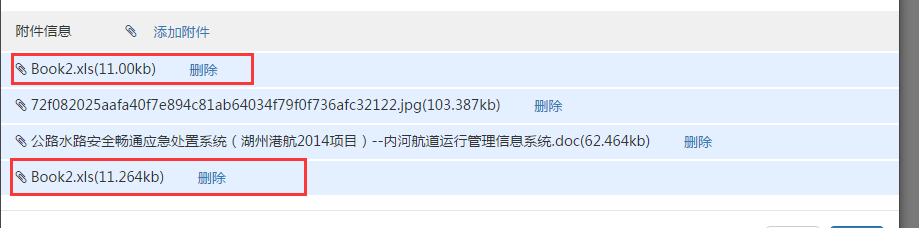 附件信息 添加附件
Book2.xls(11.00kb) 删除
72f082025aafa40f7e894c81ab64034f79f0f736afc32122.jpg(103.387kb) 删除
公路水路安全畅通应急处置系统（湖州港航2014项目）--内河航道运行管理信息系统.doc(62.464kb) 删除
Book2.xls(11.264kb) 删除